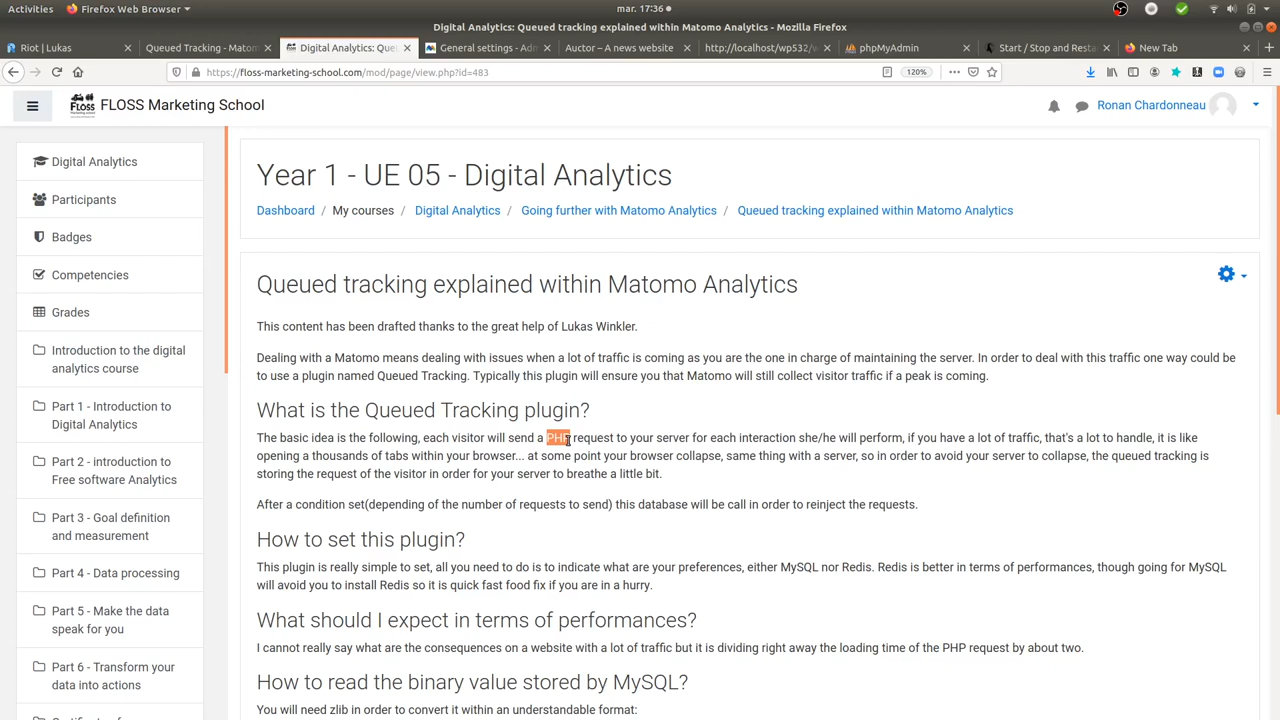 Activities
Firefox Web Browser
mar. 17:36
Digital Analytics: Queued tracking explained within Matomo Analytics - Mozilla Firefox
Riot | Lukas
Queued Tracking - Matom
Digital Analytics: Que
General settings - Adm
Auctor – A news website
http://localhost/wp532/w
phpMyAdmin
Start / Stop and Resta
New Tab
https://floss-marketing-school.com/mod/page/view.php?id=483
120%
FLOSS Marketing School
Ronan Chardonneau
Digital Analytics
Participants
Badges
Competencies
Grades
Introduction to the digital
analytics course
Part 1 - Introduction to
Digital Analytics
Part 2 - introduction to
Free software Analytics
Part 3 - Goal definition
and measurement
Part 4 - Data processing
Part 5 - Make the data
speak for you
Part 6 - Transform your
data into actions
Year 1 - UE 05 - Digital Analytics
Dashboard / My courses / Digital Analytics / Going further with Matomo Analytics / Queued tracking explained within Matomo Analytics
Queued tracking explained within Matomo Analytics
This content has been drafted thanks to the great help of Lukas Winkler.
Dealing with a Matomo means dealing with issues when a lot of traffic is coming as you are the one in charge of maintaining the server. In order to deal with this traffic one way could be
to use a plugin named Queued Tracking. Typically this plugin will ensure you that Matomo will still collect visitor traffic if a peak is coming.
What is the Queued Tracking plugin?
The basic idea is the following, each visitor will send a PHP request to your server for each interaction she/he will perform, if you have a lot of traffic, that's a lot to handle, it is like
opening a thousands of tabs within your browser... at some point your browser collapse, same thing with a server, so in order to avoid your server to collapse, the queued tracking is
storing the request of the visitor in order for your server to breathe a little bit.
After a condition set(depending of the number of requests to send) this database will be call in order to reinject the requests.
How to set this plugin?
This plugin is really simple to set, all you need to do is to indicate what are your preferences, either MySQL nor Redis. Redis is better in terms of performances, though going for MySQL
will avoid you to install Redis so it is quick fast food fix if you are in a hurry.
What should I expect in terms of performances?
I cannot really say what are the consequences on a website with a lot of traffic but it is dividing right away the loading time of the PHP request by about two.
How to read the binary value stored by MySQL?
You will need zlib in order to convert it within an understandable format: